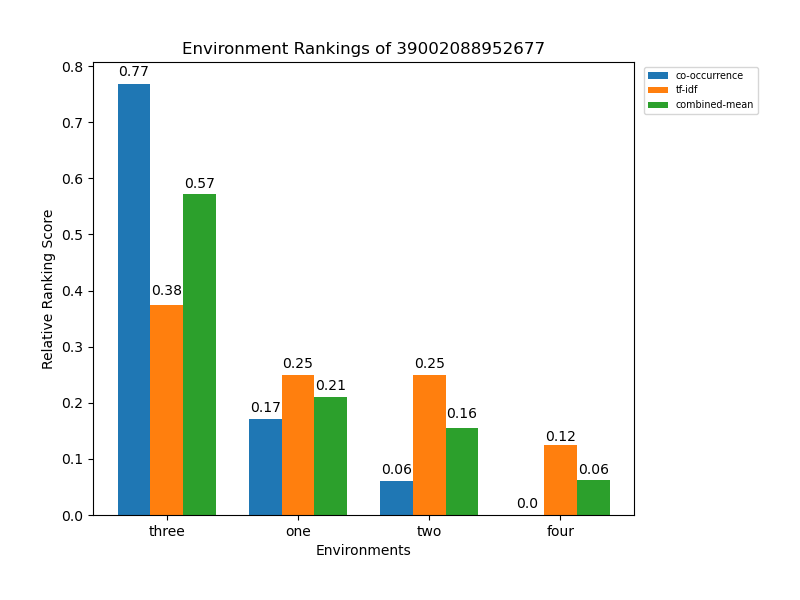 Environment Rankings of 39002088952677
co-occurrence
tf-idf
combined-mean
Relative Ranking Score
0.8
0.7
0.6
0.5
0.4
0.3
0.2
0.1
0.0
0.77
0.38
0.57
0.17
0.25
0.21
0.06
0.25
0.16
0.0
0.12
0.06
three
one
two
four
Environments